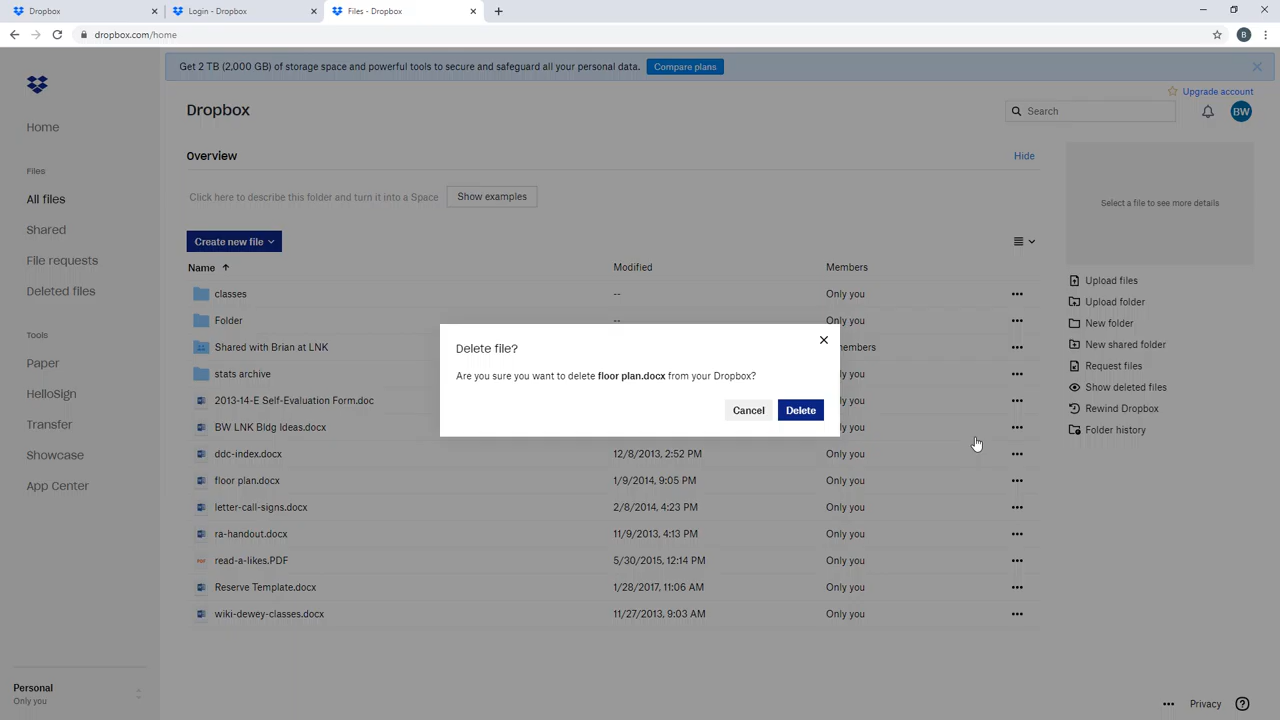 Dropbox
Login - Dropbox
Files - Dropbox
dropbox.com/home
B
Get 2 TB (2,000 GB) of storage space and powerful tools to secure and safeguard all your personal data.
Compare plans
Upgrade account
Dropbox
Search
BW
Home
Overview
Hide
Files
Click here to describe this folder and turn it into a Space
Show examples
Select a file to see more details
All files
Shared
File requests
Deleted files
Tools
Paper
HelloSign
Transfer
Showcase
App Center
Create new file
Name Modified Members
classes -- Only you
Folder -- Only you
Shared with Brian at LNK members
stats archive Only you
2013-14-E Self-Evaluation Form.doc Only you
BW LNK Bldg Ideas.docx Only you
ddc-index.docx 12/8/2013, 2:52 PM Only you
floor plan.docx 1/9/2014, 9:05 PM Only you
letter-call-signs.docx 2/8/2014, 4:23 PM Only you
ra-handout.docx 11/9/2013, 4:13 PM Only you
read-a-likes.PDF 5/30/2015, 12:14 PM Only you
Reserve Template.docx 1/28/2017, 11:06 AM Only you
wiki-dewey-classes.docx 11/27/2013, 9:03 AM Only you
Delete file?
Are you sure you want to delete floor plan.docx from your Dropbox?
Cancel
Delete
Upload files
Upload folder
New folder
New shared folder
Request files
Show deleted files
Rewind Dropbox
Folder history
Personal
Only you
Privacy